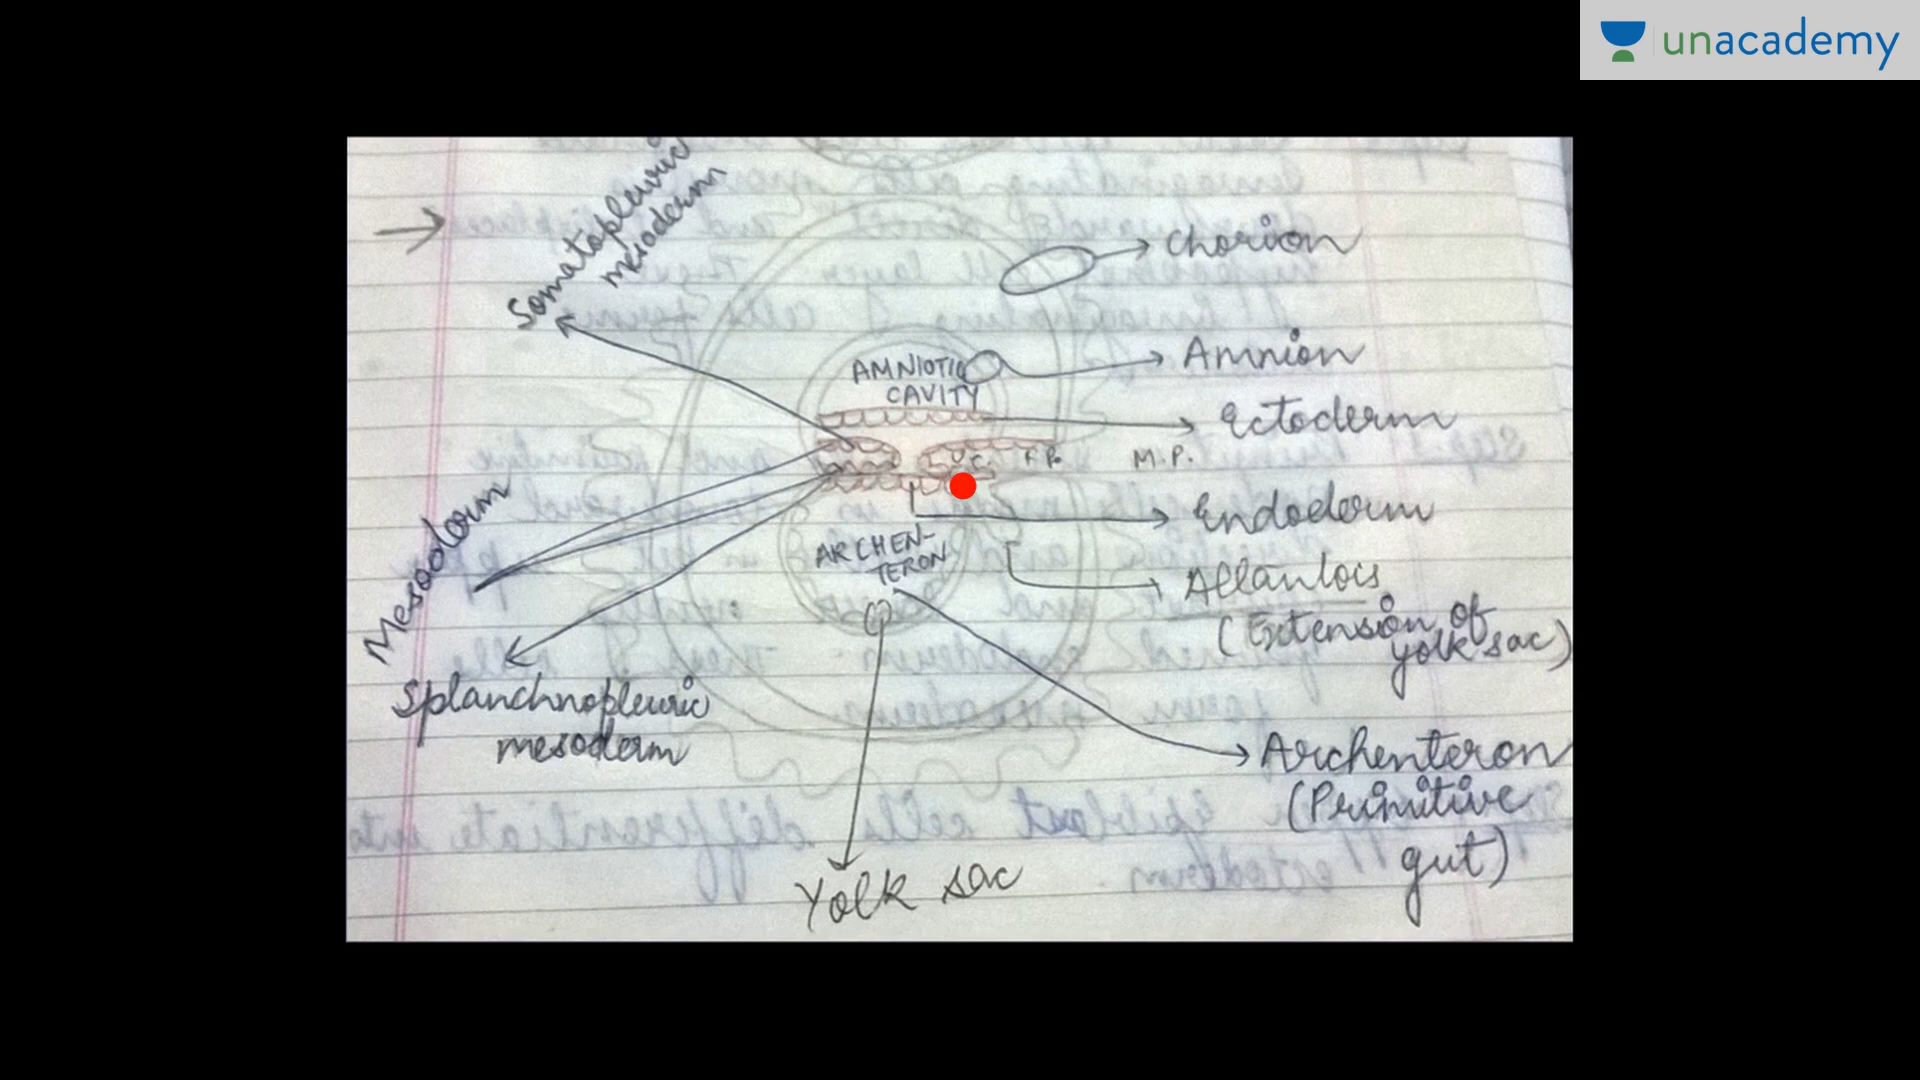 unacademy
Somatopleuric
mesoderm
Chorion
Amnion
AMNIOTIC
CAVITY
Ectoderm
M.P.
Mesoderm
Endoderm
ARCHEN-
TERON
Allantois
(Extension of
yolk sac)
Splanchnopleuric
mesoderm
Archenteron
(Primitive
gut)
Yolk sac